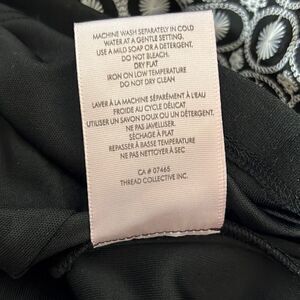 MACHINE WASH SEPARATELY IN COLD
WATER AT A GENTLE SETTING.
USE A MILD SOAP OR A DETERGENT.
DO NOT BLEACH.
DRY FLAT
IRON ON LOW TEMPERATURE
DO NOT DRY CLEAN
LAVER À LA MACHINE SÉPARÉMENT À L'EAU
FROIDE AU CYCLE DÉLICAT
UTILISER UN SAVON DOUX OU UN DÉTERGENT.
NE PAS JAVELLISER.
SÉCHAGE À PLAT
REPASSER À BASSE TEMPÉRATURE
NE PAS NETTOYER À SEC
CA # 07465
THREAD COLLECTIVE INC.